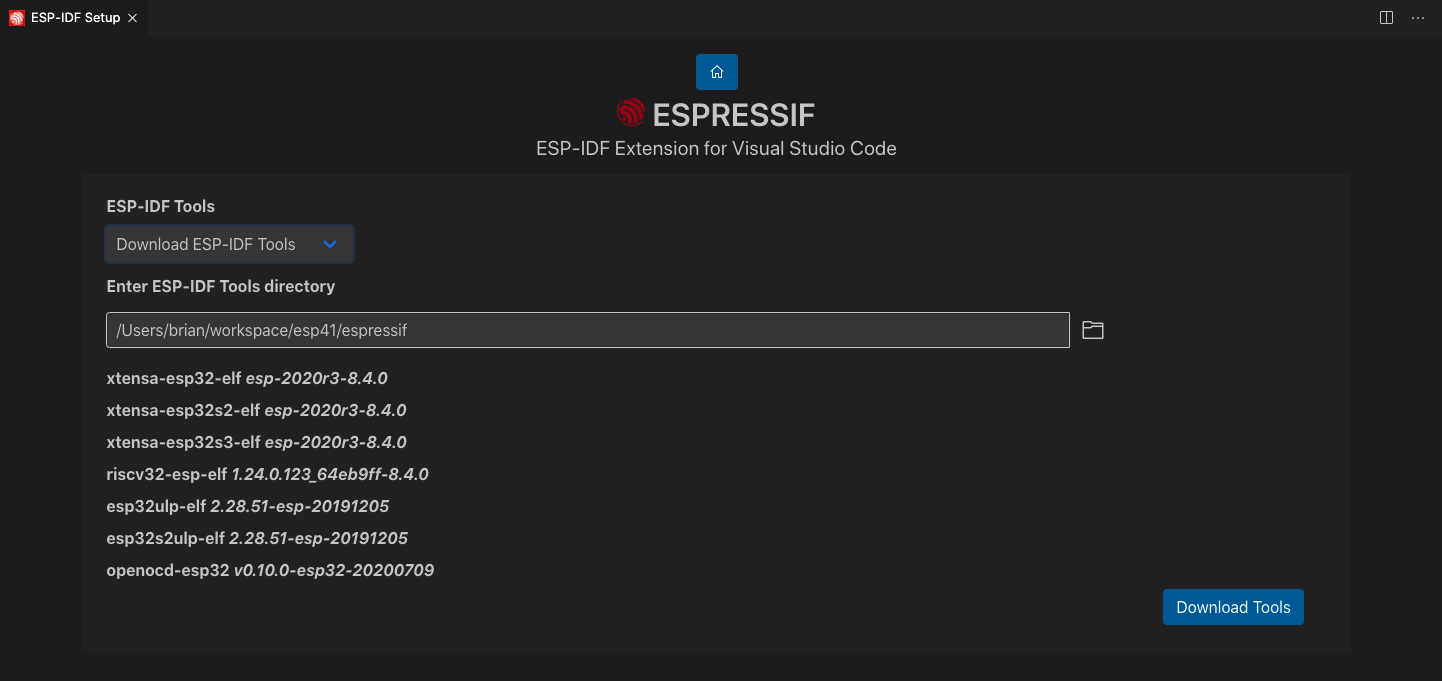 ESP-IDF Setup
ESPRESSIF
ESP-IDF Extension for Visual Studio Code
ESP-IDF Tools
Download ESP-IDF Tools
Enter ESP-IDF Tools directory
/Users/brian/workspace/esp41/espressif
xtensa-esp32-elf esp-2020r3-8.4.0
xtensa-esp32s2-elf esp-2020r3-8.4.0
xtensa-esp32s3-elf esp-2020r3-8.4.0
riscv32-esp-elf 1.24.0.123_64eb9ff-8.4.0
esp32ulp-elf 2.28.51-esp-20191205
esp32s2ulp-elf 2.28.51-esp-20191205
openocd-esp32 v0.10.0-esp32-20200709
Download Tools